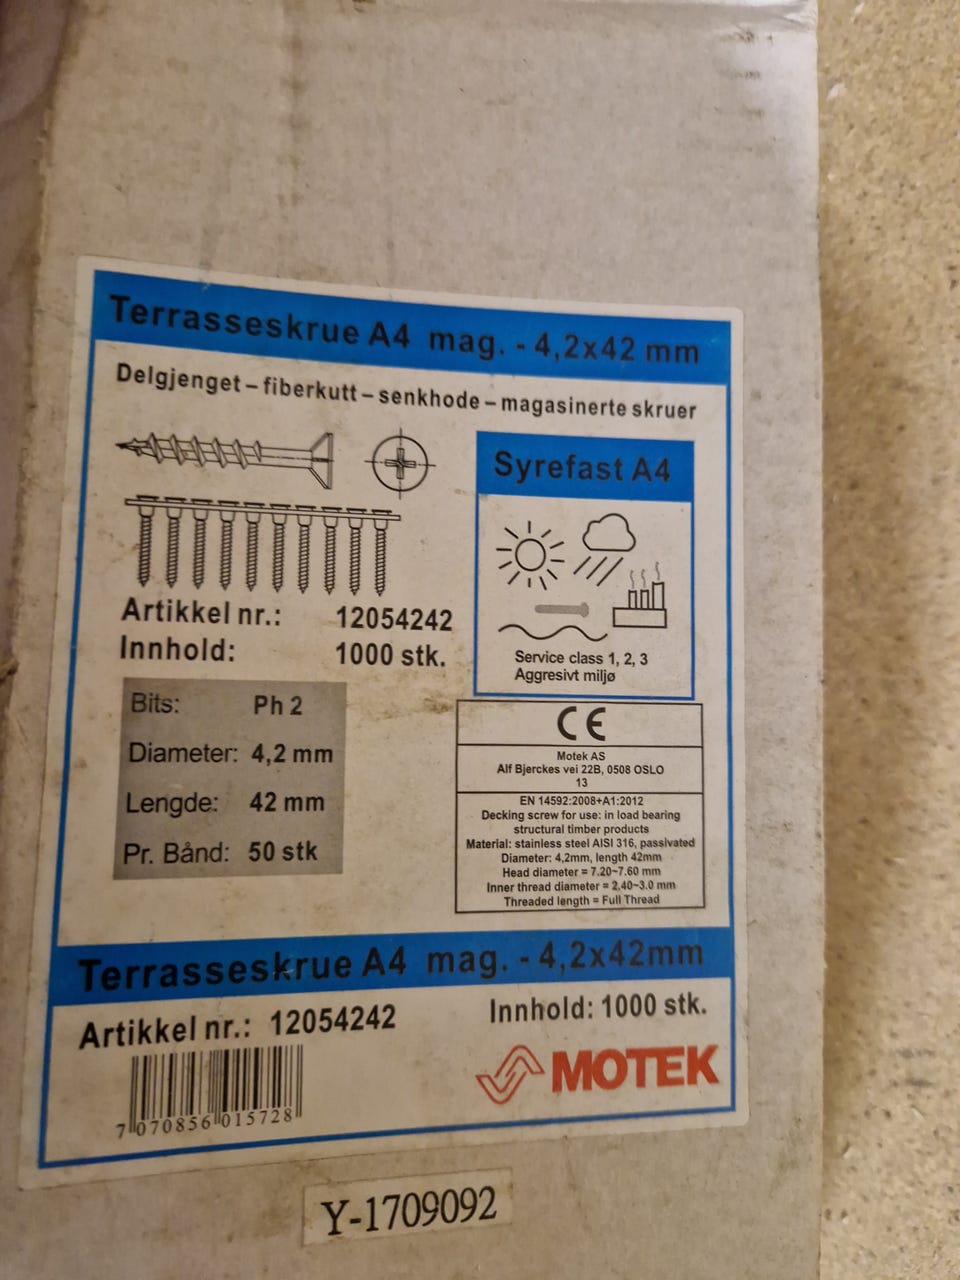 Terrasseskrue A4 mag. - 4,2x42 mm
Delgjenget – fiberkutt – senkhode – magasinerte skruer
Syrefast A4
Service class 1, 2, 3
Aggresivt miljø
Artikkel nr.: 12054242
Innhold: 1000 stk.
Bits: Ph 2
Diameter: 4,2 mm
Lengde: 42 mm
Pr. Bånd: 50 stk
CE
Motek AS
Alf Bjerckes vei 22B, 0508 OSLO
13
EN 14592:2008+A1:2012
Decking screw for use: in load bearing
structural timber products
Material: stainless steel AISI 316, passivated
Diameter: 4,2mm, length 42mm
Head diameter = 7.20~7.60 mm
Inner thread diameter = 2,40~3.0 mm
Threaded length = Full Thread
Terrasseskrue A4 mag. - 4,2x42mm
Artikkel nr.: 12054242
Innhold: 1000 stk.
7 070856 015728
MOTEK
Y-1709092